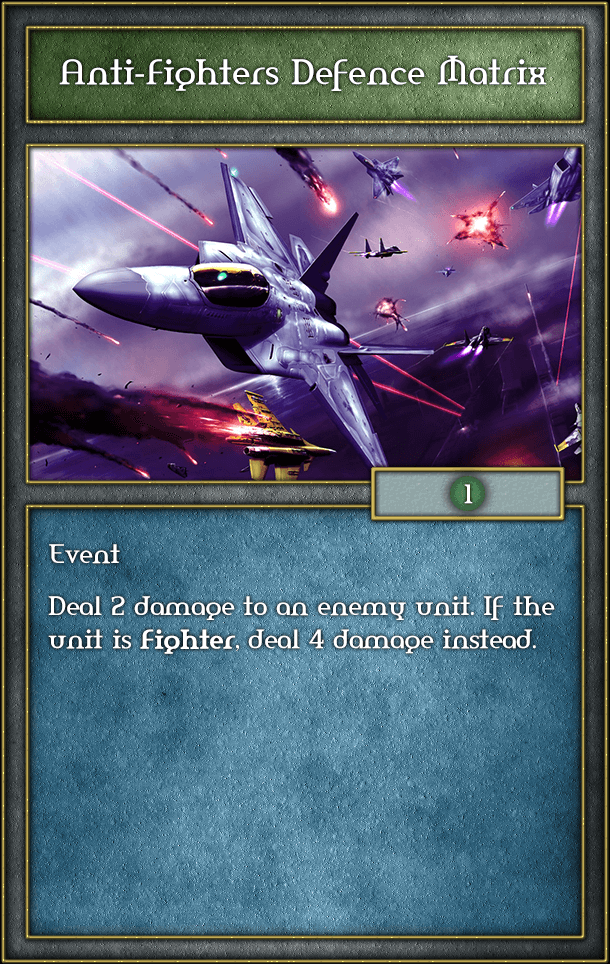 Anti-Fighters Defence Matrix
1
Event
Deal 2 damage to an enemy unit. If the
unit is Fighter, deal 4 damage instead.